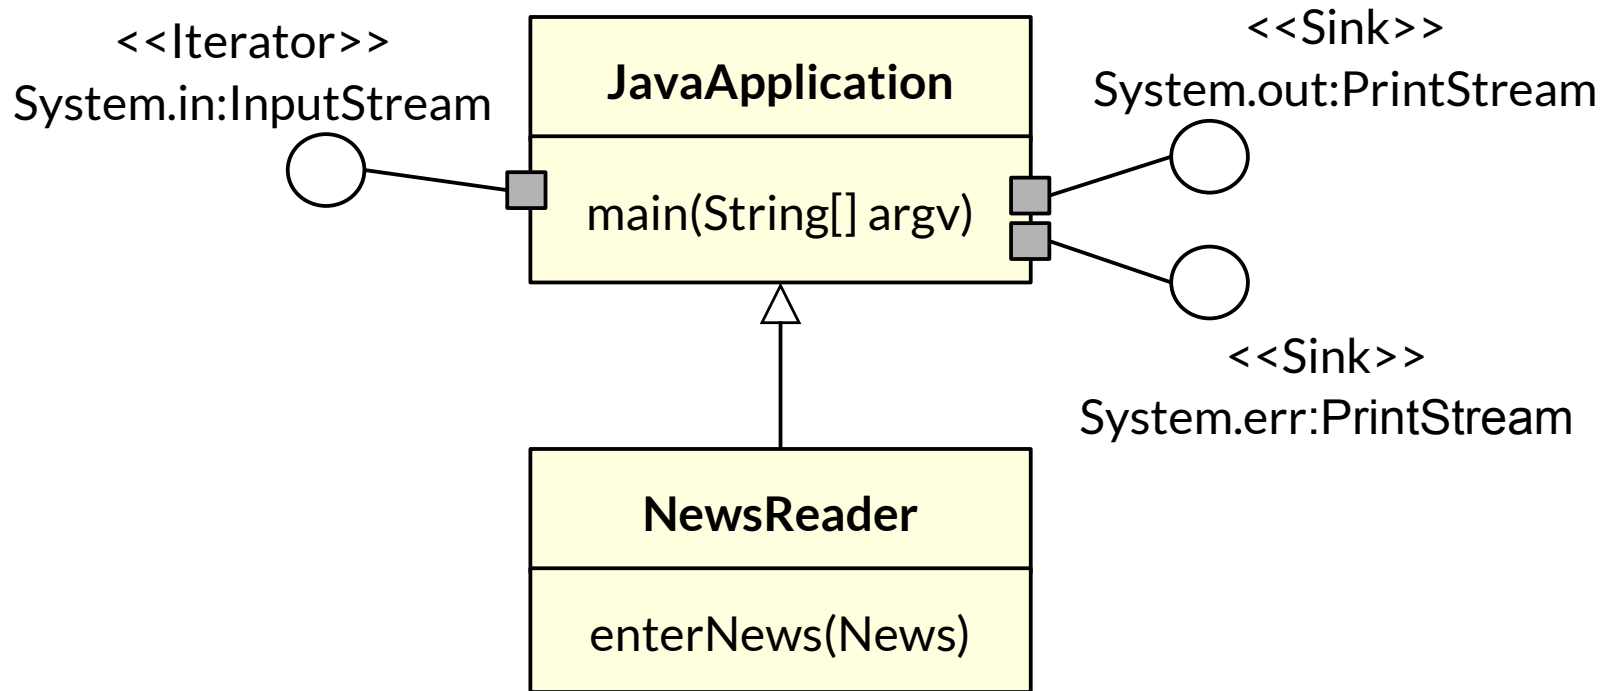 <<Iterator>>
System.in:InputStream
JavaApplication
main(String[] argv)
<<Sink>>
System.out:PrintStream
<<Sink>>
System.err:PrintStream
NewsReader
enterNews(News)